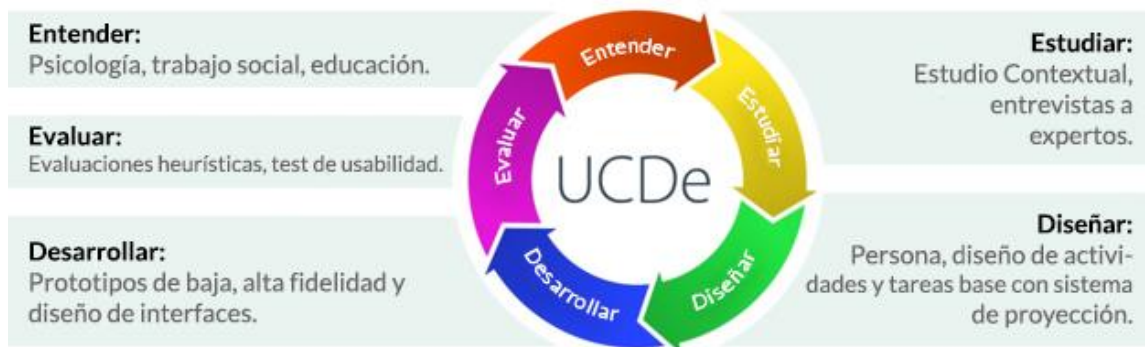 Entender:
Psicología, trabajo social, educación.
Evaluar:
Evaluaciones heurísticas, test de usabilidad.
Desarrollar:
Prototipos de baja, alta fidelidad y
diseño de interfaces.
Entender
Estudiar
Diseñar
Desarrollar
Evaluar
UCDe
Estudiar:
Estudio Contextual,
entrevistas a
expertos.
Diseñar:
Persona, diseño de activi-
dades y tareas base con sistema
de proyección.